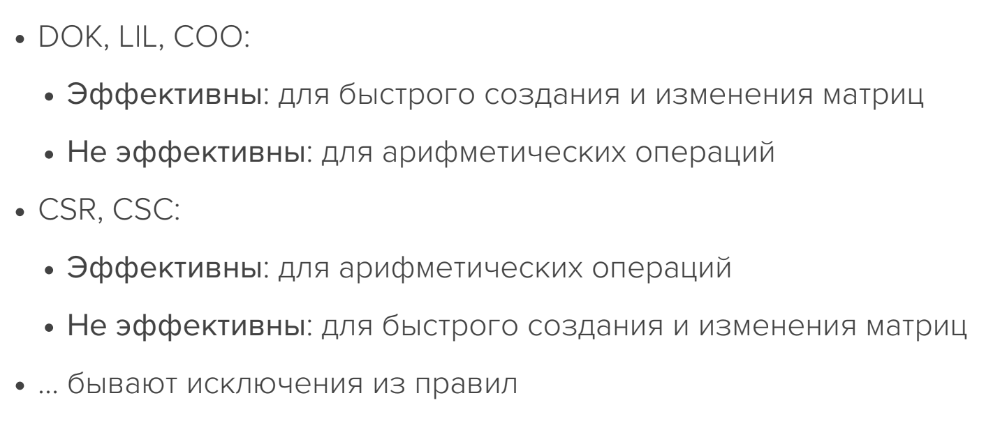 • DOK, LIL, COO:
• Эффективны: для быстрого создания и изменения матриц
• Не эффективны: для арифметических операций
• CSR, CSC:
• Эффективны: для арифметических операций
• Не эффективны: для быстрого создания и изменения матриц
• ... бывают исключения из правил